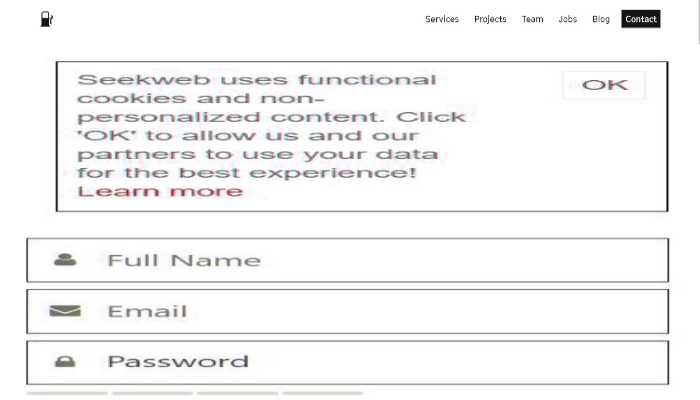 Services Projects Team Jobs Blog Contact
Seekweb uses functional
cookies and non-
personalized content. Click
'OK' to allow us and our
partners to use your data
for the best experience!
Learn more
OK
Full Name
Email
Password